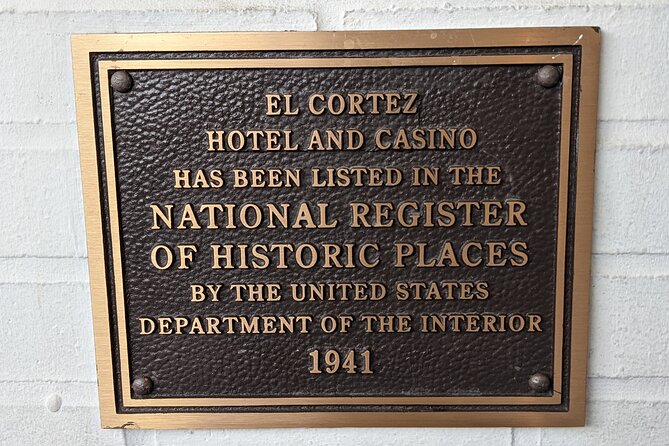 EL CORTEZ
HOTEL AND CASINO
HAS BEEN LISTED IN THE
NATIONAL REGISTER
OF HISTORIC PLACES
BY THE UNITED STATES
DEPARTMENT OF THE INTERIOR
1941